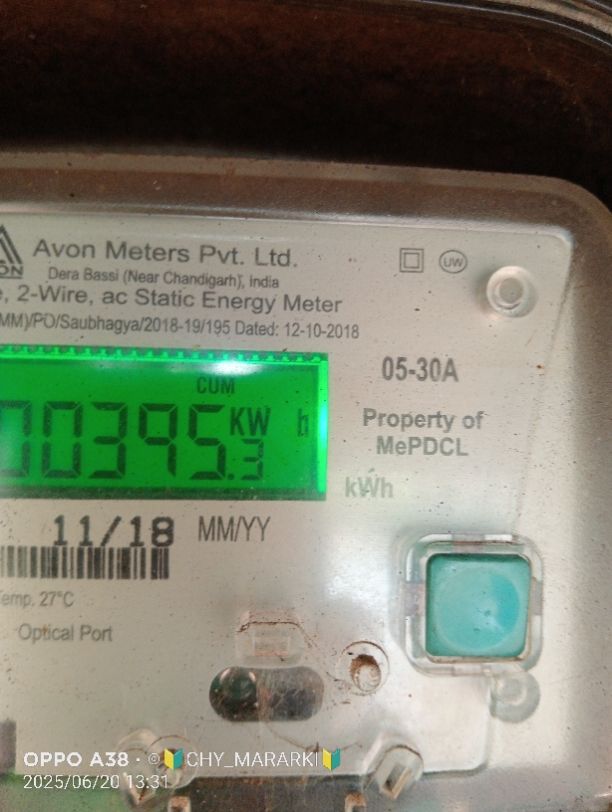 Avon Meters Pvt. Ltd.
Dera Bassi (Near Chandigarh), India
2-Wire, ac Static Energy Meter
MM)/PO/Saubhagya/2018-19/195 Dated: 12-10-2018
UW
05-30A
CUM
00395.3 KW h
Property of
MePDCL
kWh
11/18 MM/YY
Temp. 27°C
Optical Port
OPPO A38 · ©🔰CHY_MARARKI🔰
2025/06/20 13:31